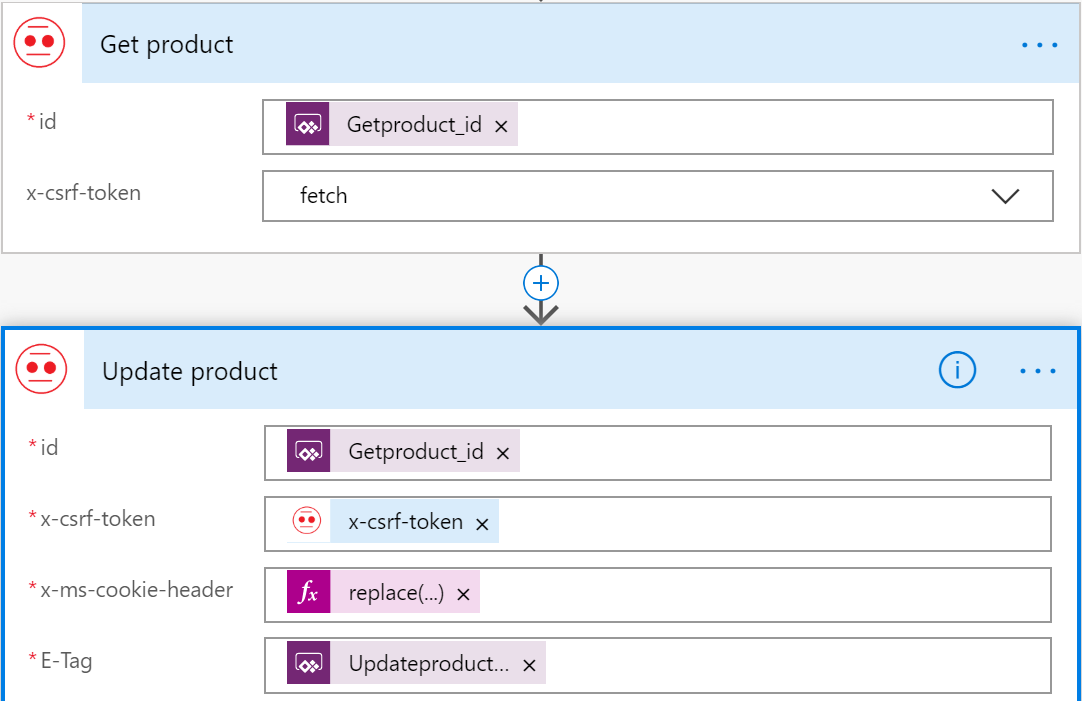 Get product
* id
Getproduct_id ×
x-csrf-token
fetch
Update product
* id
Getproduct_id ×
* x-csrf-token
x-csrf-token ×
* x-ms-cookie-header
fx replace(...) ×
* E-Tag
Updateproduct... ×